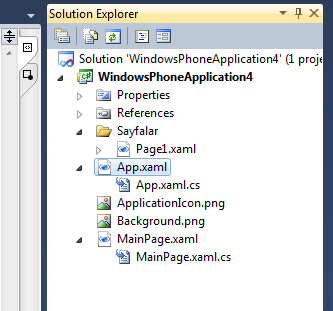 Solution Explorer
Solution 'WindowsPhoneApplication4' (1 proje
WindowsPhoneApplication4
Properties
References
Sayfalar
Page1.xaml
App.xaml
App.xaml.cs
ApplicationIcon.png
Background.png
MainPage.xaml
MainPage.xaml.cs